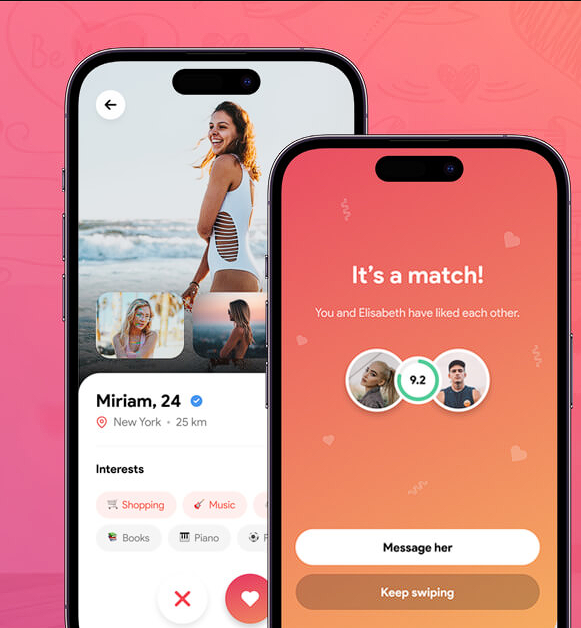 Be M
Miriam, 24
New York • 25 km
Interests
Shopping
Music
Books
Piano
It's a match!
You and Elisabeth have liked each other.
9.2
Message her
Keep swiping